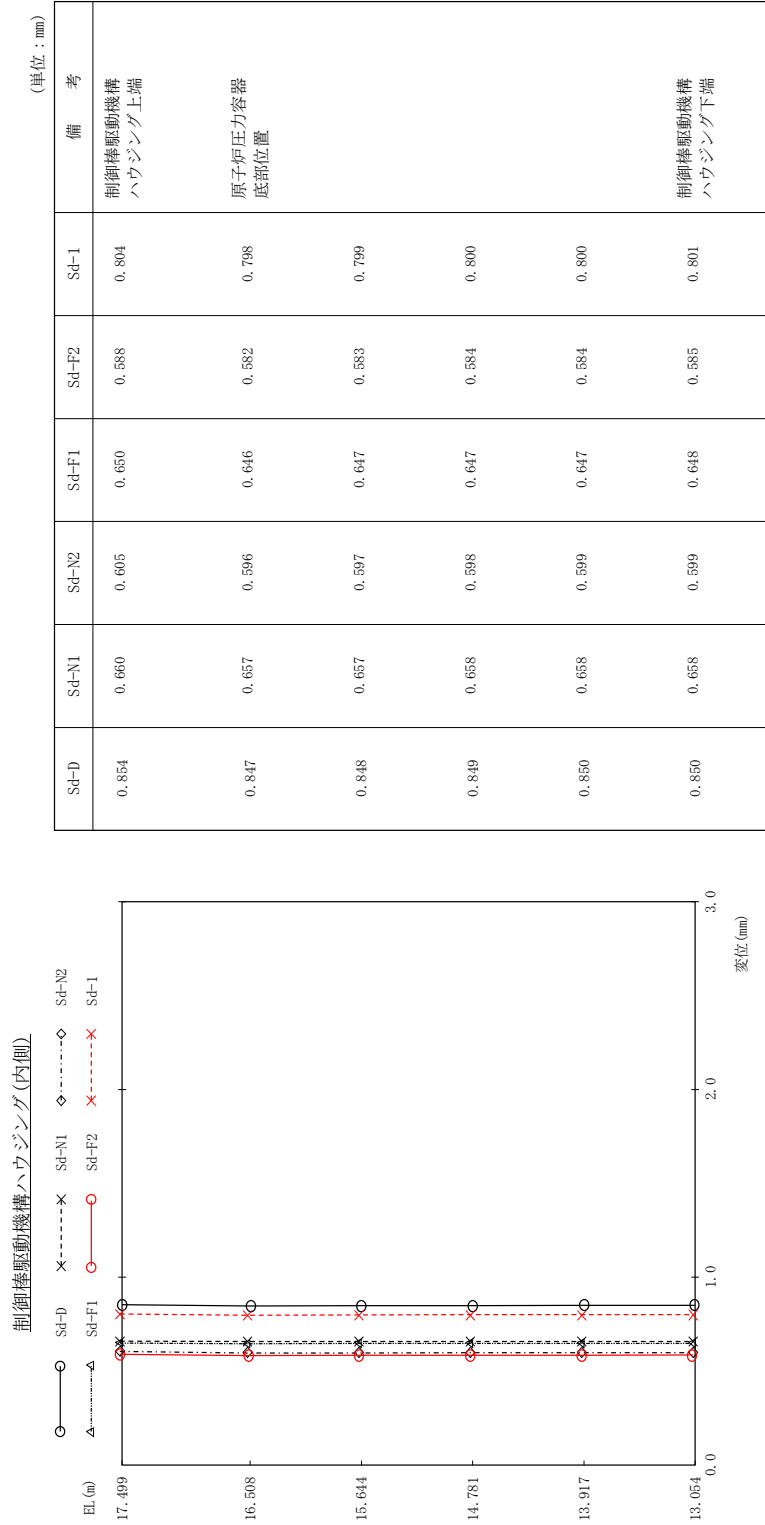 制御棒駆動機構ハウジング(内側)
Sd-D Sd-N1 Sd-N2
Sd-F1 Sd-F2 Sd-1
EL(m)
17.499
16.508
15.644
14.781
13.917
13.054
0.0 1.0 2.0 3.0
変位(mm)
(単位:mm)
Sd-D Sd-N1 Sd-N2 Sd-F1 Sd-F2 Sd-1 備 考
0.854 0.660 0.605 0.650 0.588 0.804 制御棒駆動機構
ハウジング上端
0.847 0.657 0.596 0.646 0.582 0.798 原子炉圧力容器
底部位置
0.848 0.657 0.597 0.647 0.583 0.799
0.849 0.658 0.598 0.647 0.584 0.800
0.850 0.658 0.599 0.647 0.584 0.800
0.850 0.658 0.599 0.648 0.585 0.801 制御棒駆動機構
ハウジング下端